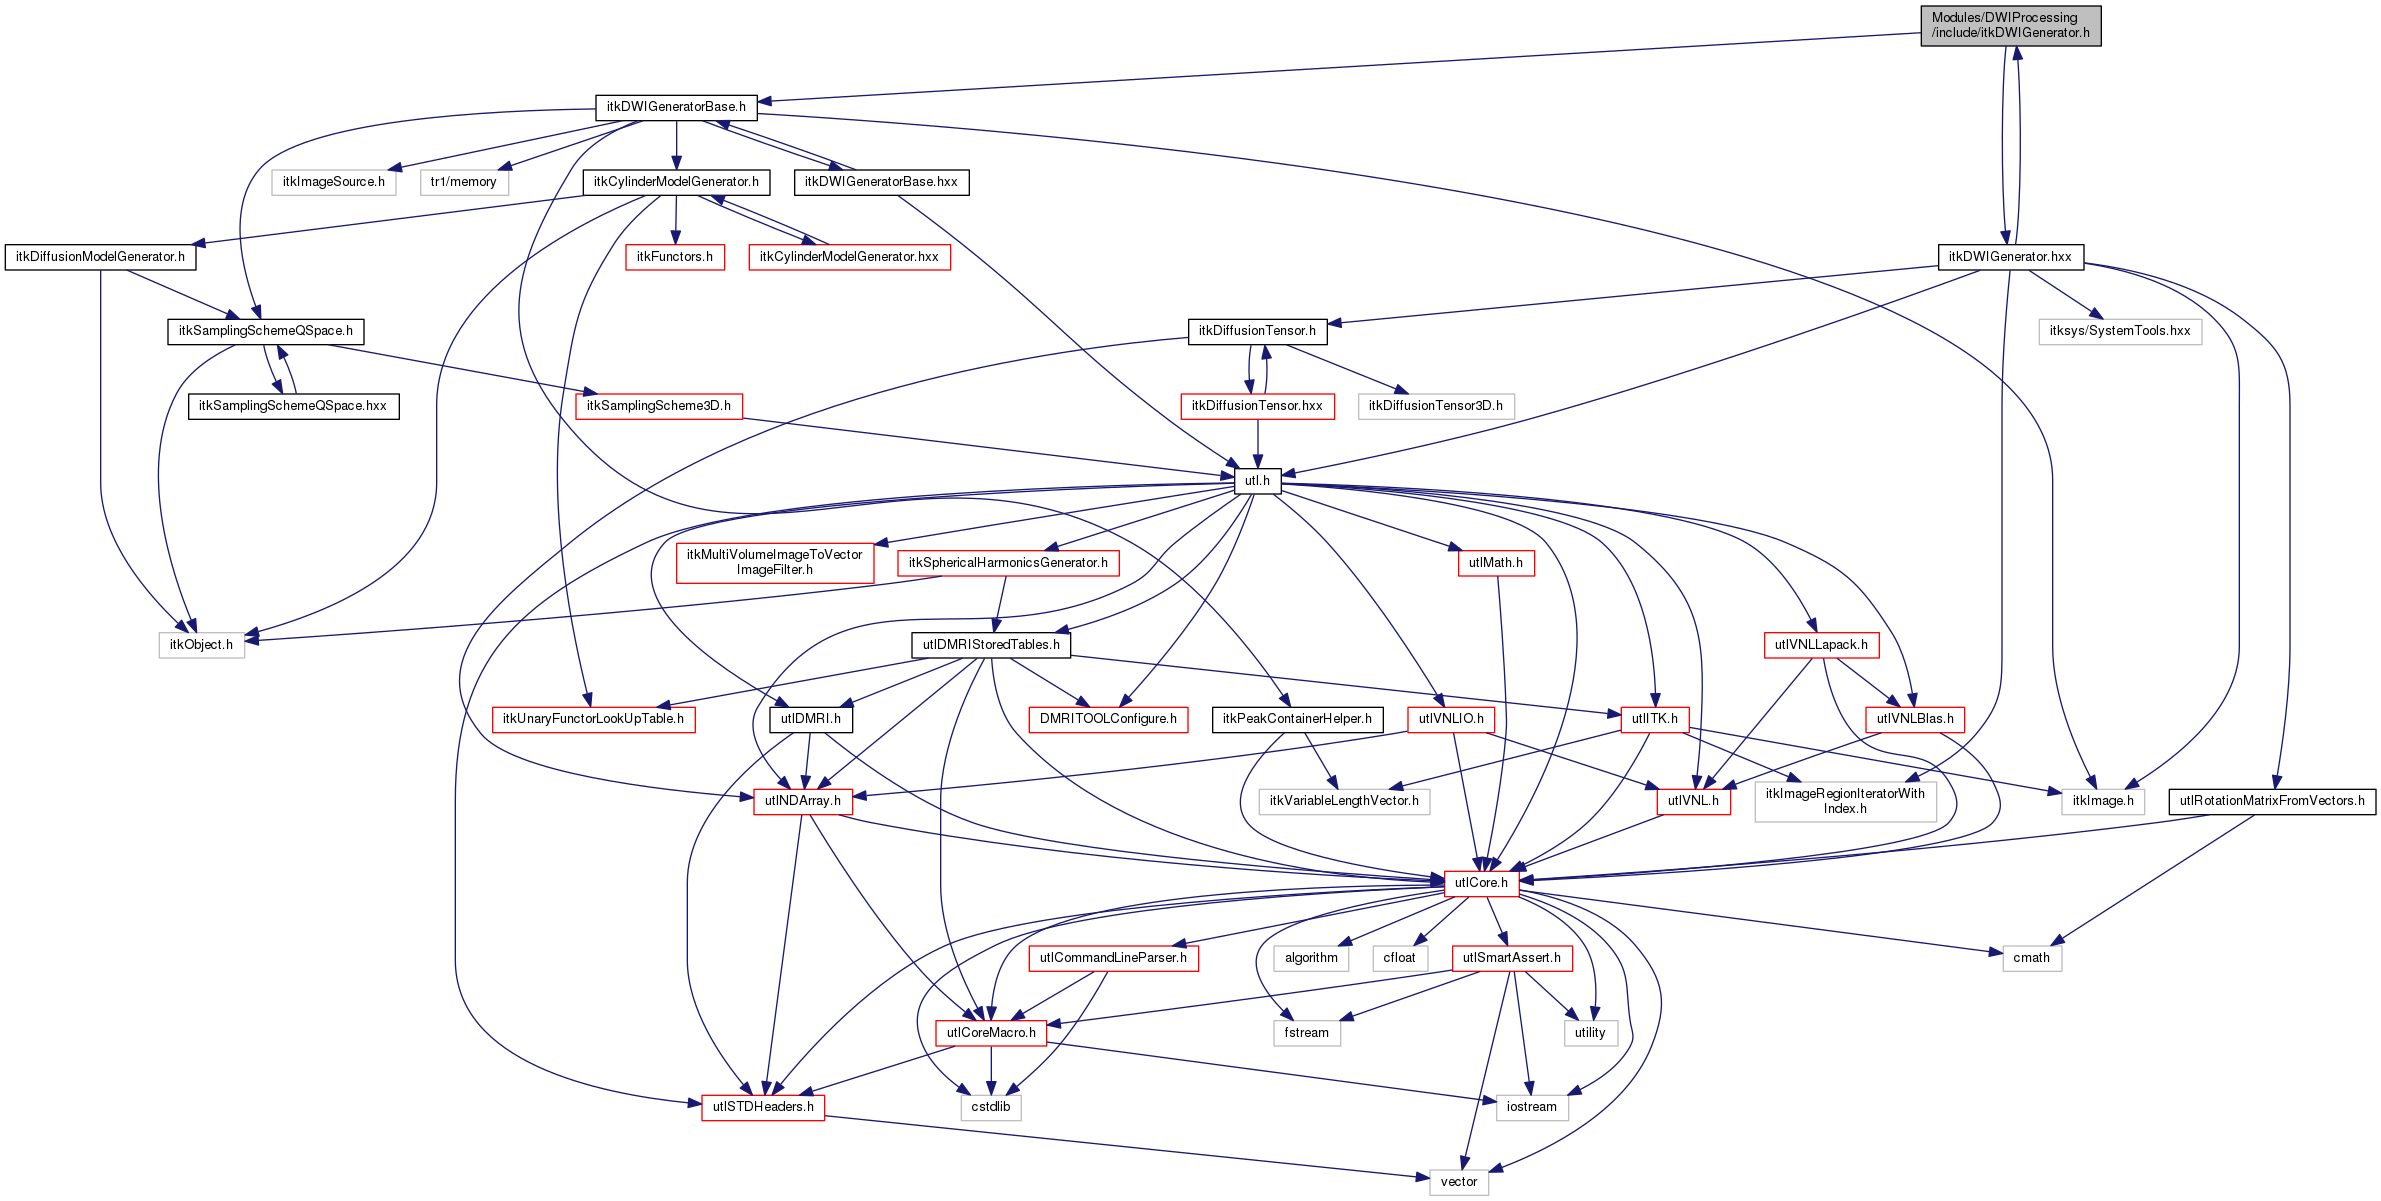 Modules/DWIProcessing
/include/itkDWIGenerator.h
itkDWIGeneratorBase.h
itkImageSource.h
tr1/memory
itkCylinderModelGenerator.h
itkDWIGeneratorBase.hxx
itkDiffusionModelGenerator.h
itkFunctors.h
itkCylinderModelGenerator.hxx
itkDWIGenerator.hxx
itkSamplingSchemeQSpace.h
itkDiffusionTensor.h
itksys/SystemTools.hxx
itkSamplingSchemeQSpace.hxx
itkSamplingScheme3D.h
itkDiffusionTensor.hxx
itkDiffusionTensor3D.h
utl.h
itkMultiVolumeImageToVector
ImageFilter.h
itkSphericalHarmonicsGenerator.h
utlMath.h
itkObject.h
utlDMRIStoredTables.h
utlVNLLapack.h
itkUnaryFunctorLookUpTable.h
utlDMRI.h
DMRITOOLConfigure.h
itkPeakContainerHelper.h
utlVNLIO.h
utlITK.h
utlVNLBlas.h
utlNDArray.h
itkVariableLengthVector.h
utlVNL.h
itkImageRegionIteratorWith
Index.h
itkImage.h
utlRotationMatrixFromVectors.h
utlCore.h
utlCommandLineParser.h
algorithm
cfloat
utlSmartAssert.h
cmath
utlCoreMacro.h
fstream
utility
utlSTDHeaders.h
cstdlib
iostream
vector